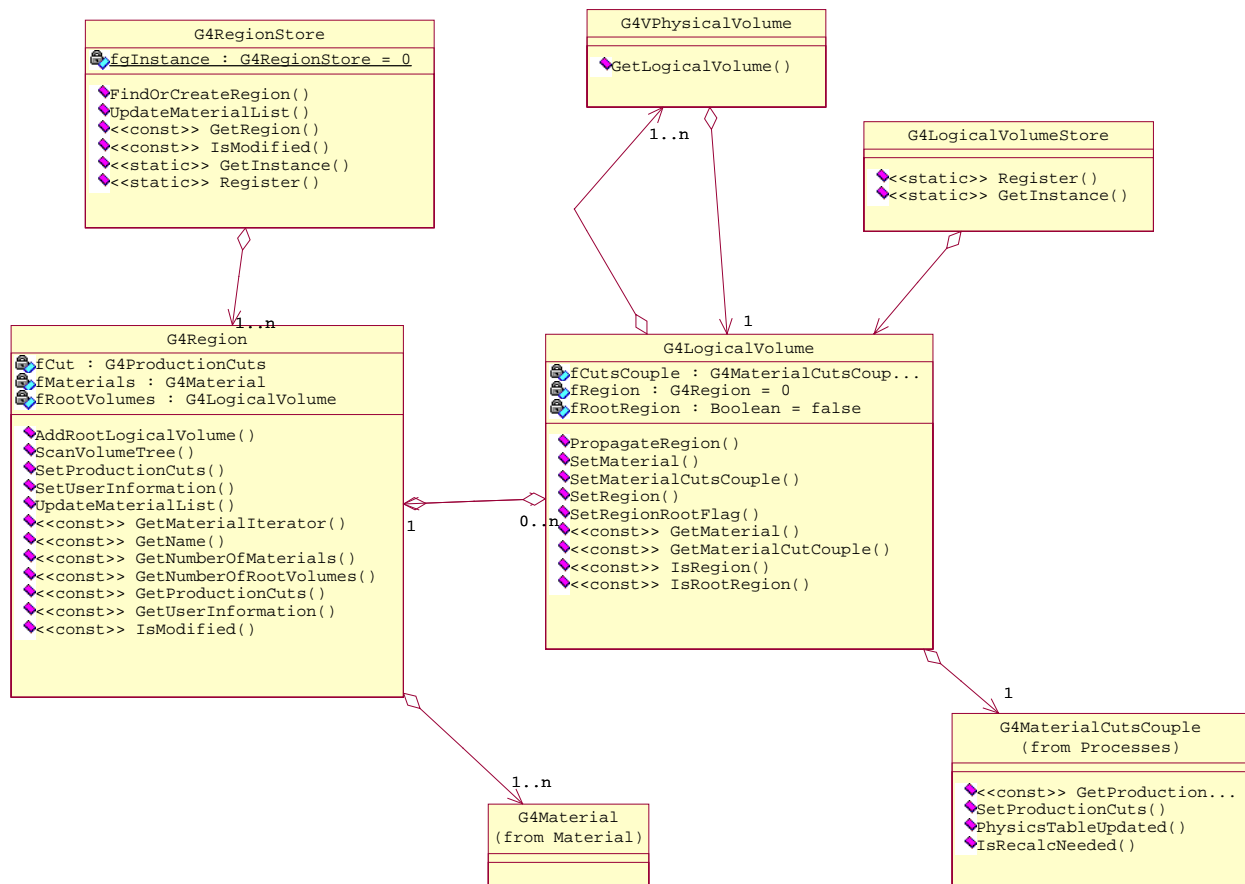 G4RegionStore
fgInstance : G4RegionStore = 0
FindOrCreateRegion()
UpdateMaterialList()
<<const>> GetRegion()
<<const>> IsModified()
<<static>> GetInstance()
<<static>> Register()
G4VPhysicalVolume
GetLogicalVolume()
1..n
G4LogicalVolumeStore
<<static>> Register()
<<static>> GetInstance()
1..n
1
G4Region
fCut : G4ProductionCuts
fMaterials : G4Material
fRootVolumes : G4LogicalVolume
AddRootLogicalVolume()
ScanVolumeTree()
SetProductionCuts()
SetUserInformation()
UpdateMaterialList()
<<const>> GetMaterialIterator()
<<const>> GetName()
<<const>> GetNumberOfMaterials()
<<const>> GetNumberOfRootVolumes()
<<const>> GetProductionCuts()
<<const>> GetUserInformation()
<<const>> IsModified()
1
0..n
G4LogicalVolume
fCutsCouple : G4MaterialCutsCoup...
fRegion : G4Region = 0
fRootRegion : Boolean = false
PropagateRegion()
SetMaterial()
SetMaterialCutsCouple()
SetRegion()
SetRegionRootFlag()
<<const>> GetMaterial()
<<const>> GetMaterialCutCouple()
<<const>> IsRegion()
<<const>> IsRootRegion()
1
1..n
G4Material
(from Material)
G4MaterialCutsCouple
(from Processes)
<<const>> GetProduction...
SetProductionCuts()
PhysicsTableUpdated()
IsRecalcNeeded()